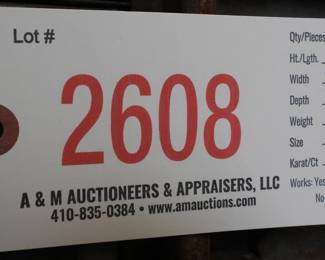 Lot #
2608
A & M AUCTIONEERS & APPRAISERS, LLC
410-835-0384 • www.amauctions.com
Qty/Pieces
Ht./Lgth.
Width
Depth
Weight
Size
Karat/Ct
Works: Yes
No